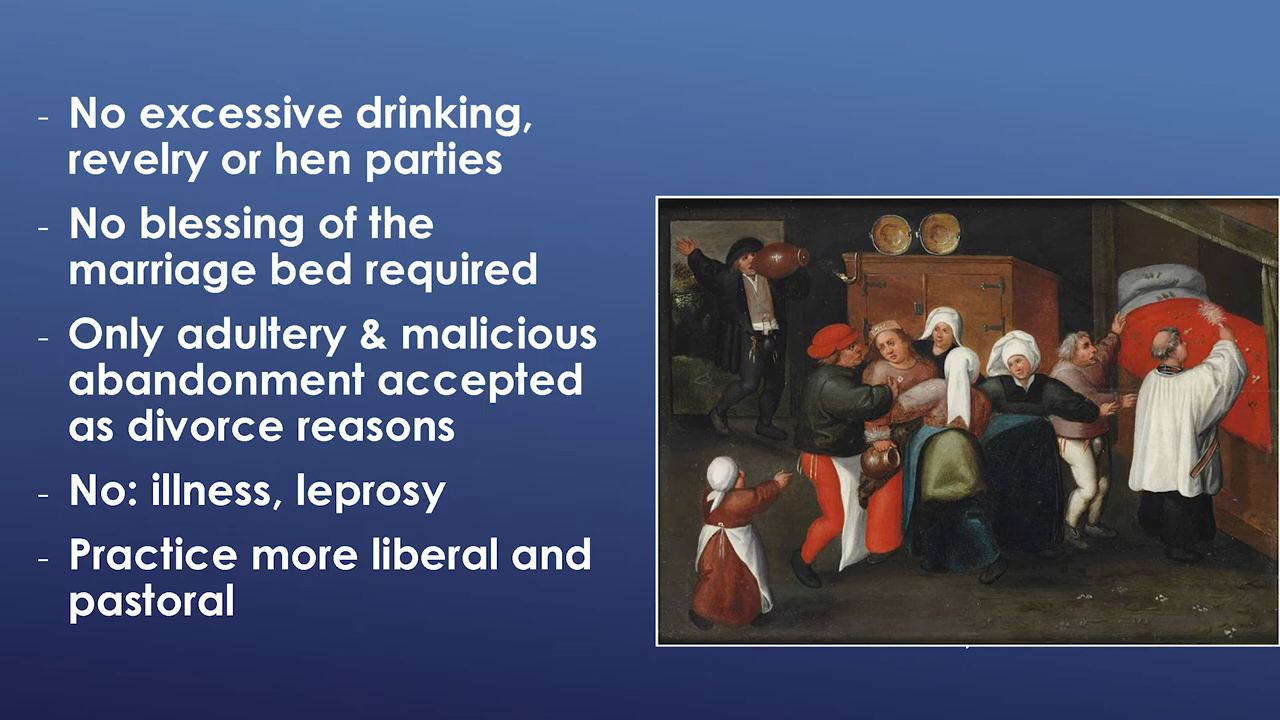 - No excessive drinking,
revelry or hen parties
- No blessing of the
marriage bed required
- Only adultery & malicious
abandonment accepted
as divorce reasons
- No: illness, leprosy
- Practice more liberal and
pastoral